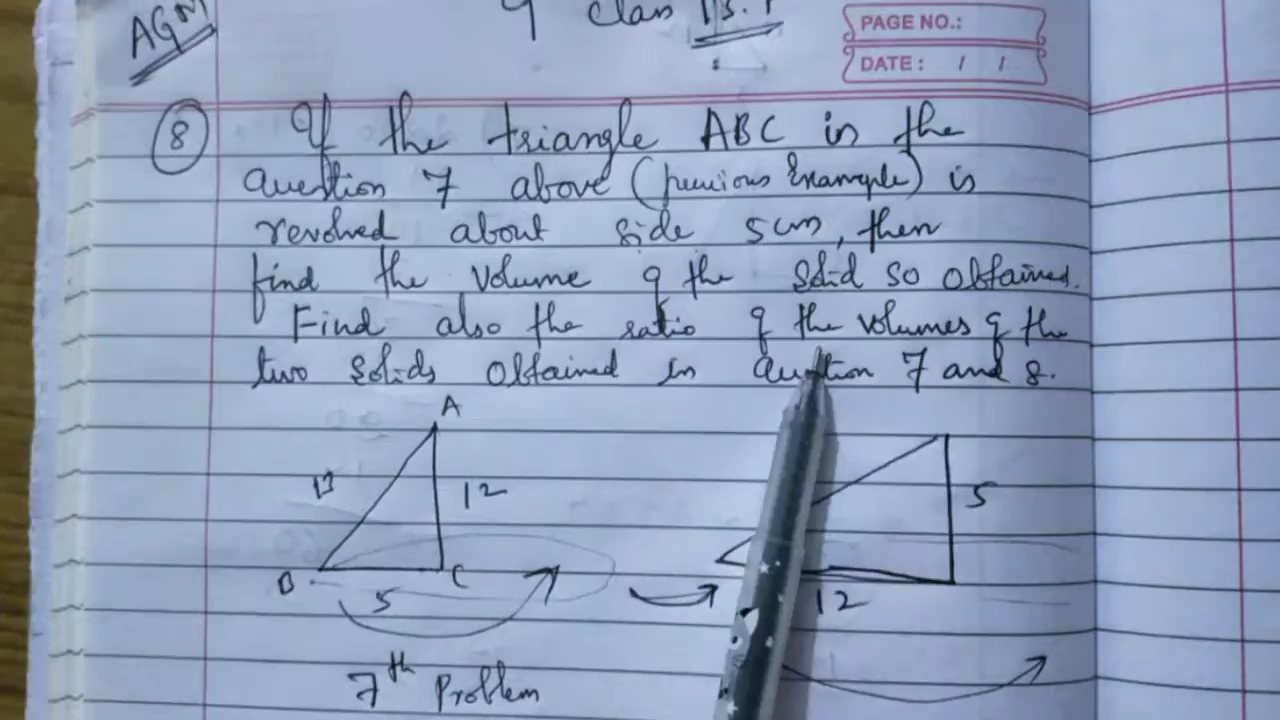 AGM
9 Class 13.7
PAGE NO.:
DATE : / /
8 If the triangle ABC in the
Question 7 above (previous Example) is
revolved about side 5cm, then
find the Volume of the Solid so obtained.
Find also the ratio of the volumes of the
two Solids Obtained in Question 7 and 8.
A
13 12
5
B C
5 12
7th Problem